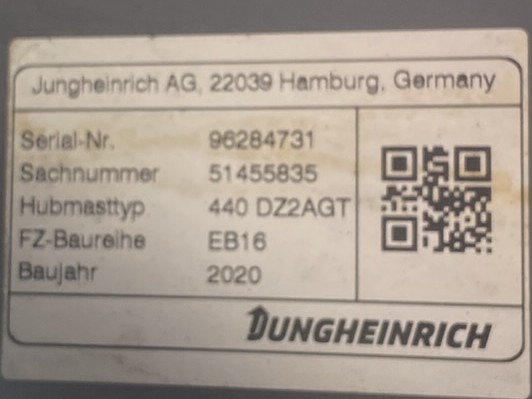 Jungheinrich AG, 22039 Hamburg, Germany
Serial-Nr. 96284731
Sachnummer 51455835
Hubmasttyp 440 DZ2AGT
FZ-Baureihe EB16
Baujahr 2020
JUNGHEINRICH